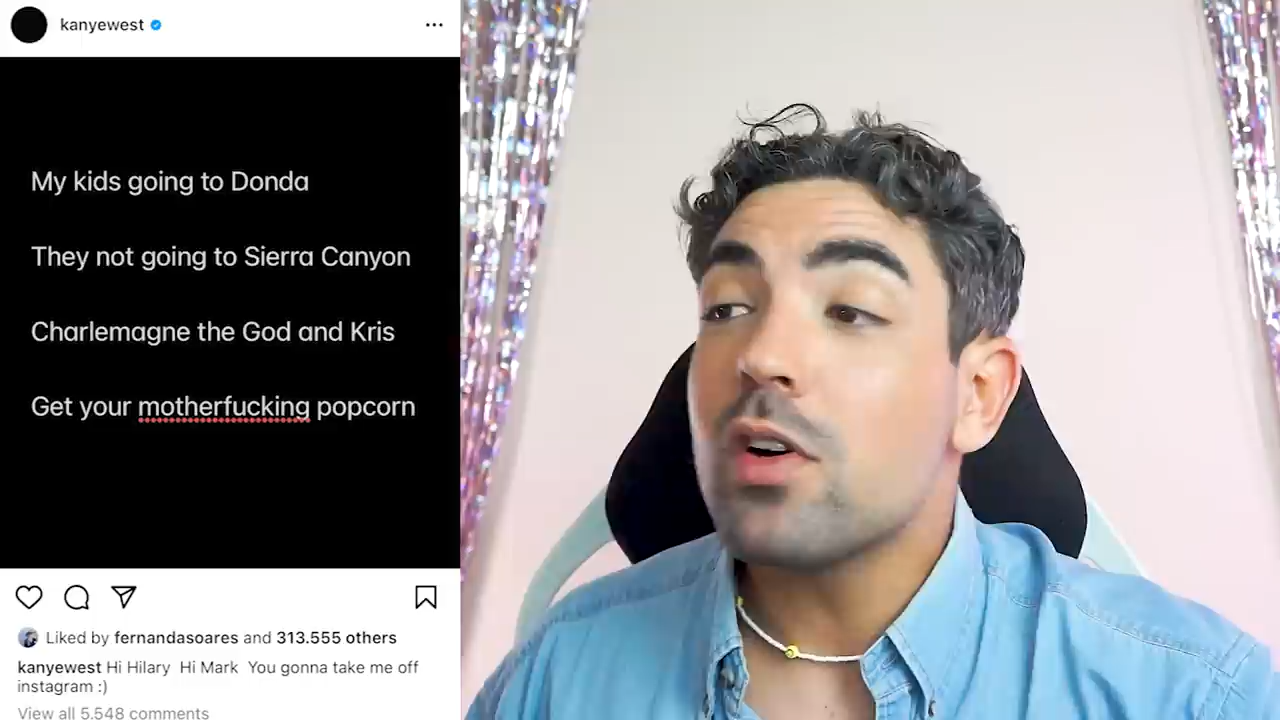 kanyewest
My kids going to Donda
They not going to Sierra Canyon
Charlemagne the God and Kris
Get your motherfucking popcorn
Liked by fernandasoares and 313.555 others
kanyewest Hi Hilary Hi Mark You gonna take me off
instagram :)
View all 5.548 comments